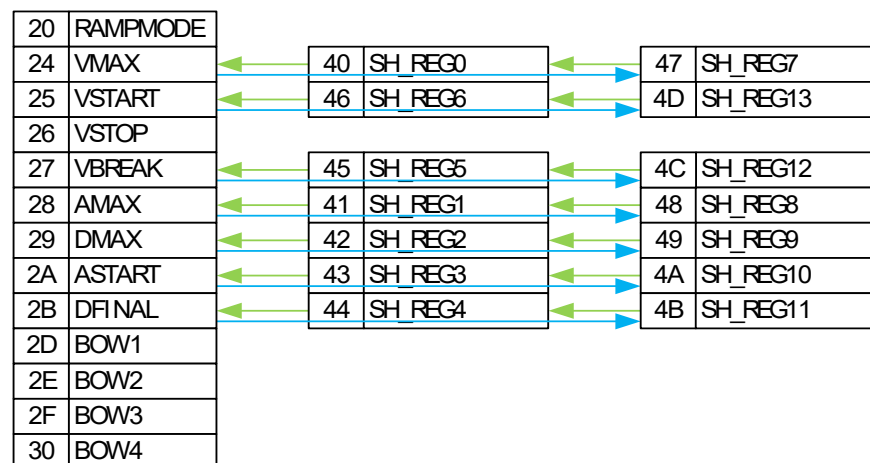 20 RAMPMODE
24 VMAX 40 SH_REG0 47 SH_REG7
25 VSTART 46 SH_REG6 4D SH_REG13
26 VSTOP
27 VBREAK 45 SH_REG5 4C SH_REG12
28 AMAX 41 SH_REG1 48 SH_REG8
29 DMAX 42 SH_REG2 49 SH_REG9
2A ASTART 43 SH_REG3 4A SH_REG10
2B DFINAL 44 SH_REG4 4B SH_REG11
2D BOW1
2E BOW2
2F BOW3
30 BOW4